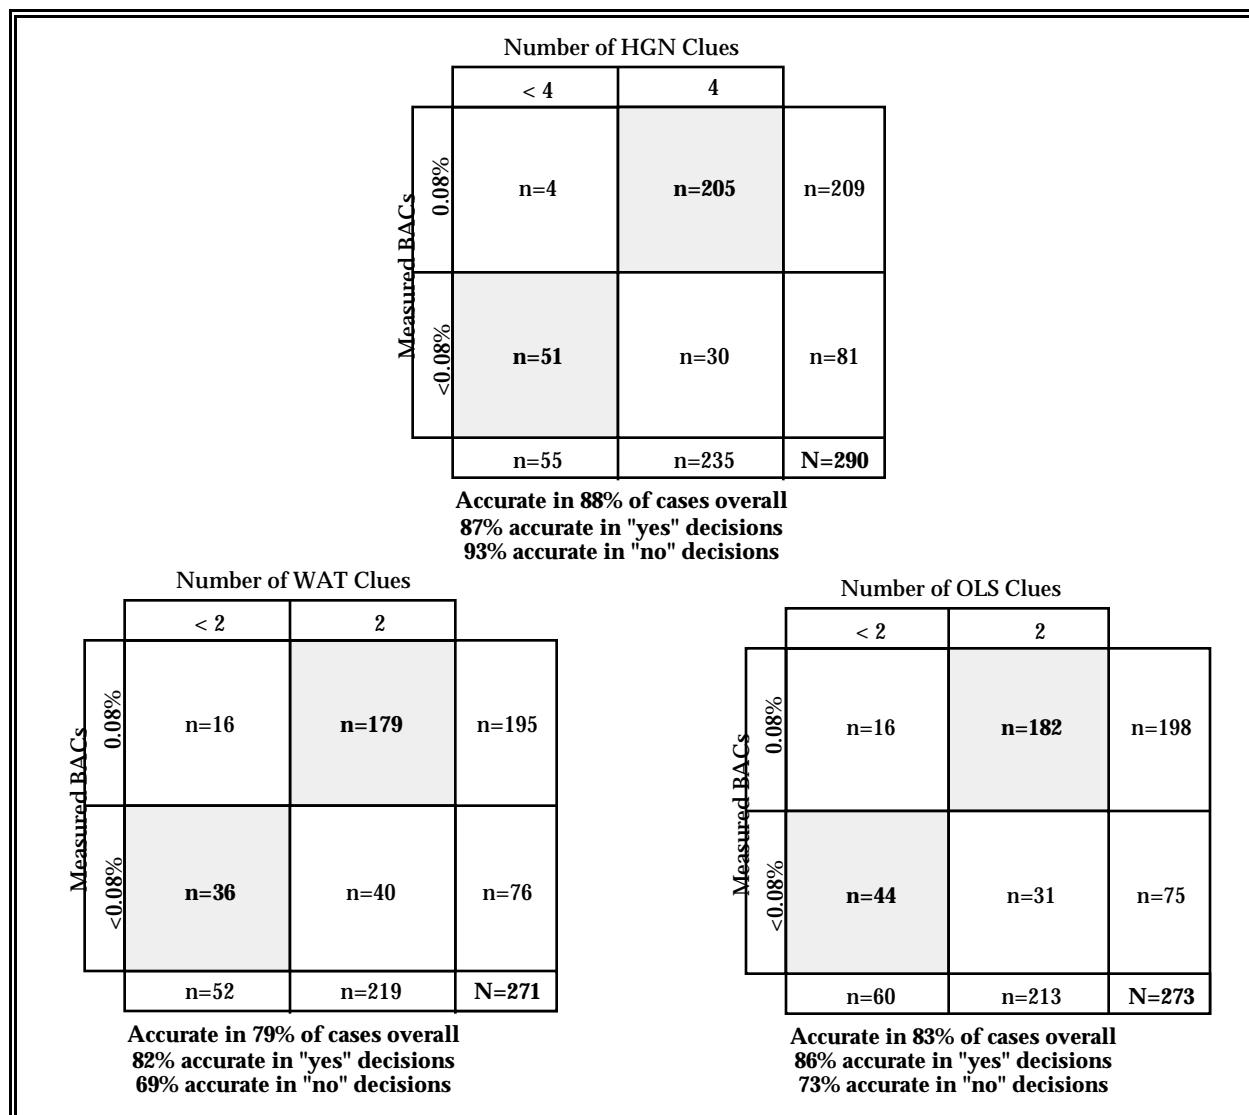 Number of HGN Clues
< 4 4
Measured BACs
0.08% n=4 n=205 n=209
<0.08% n=51 n=30 n=81
n=55 n=235 N=290
Accurate in 88% of cases overall
87% accurate in "yes" decisions
93% accurate in "no" decisions
Number of WAT Clues
< 2 2
Measured BACs
0.08% n=16 n=179 n=195
<0.08% n=36 n=40 n=76
n=52 n=219 N=271
Accurate in 79% of cases overall
82% accurate in "yes" decisions
69% accurate in "no" decisions
Number of OLS Clues
< 2 2
Measured BACs
0.08% n=16 n=182 n=198
<0.08% n=44 n=31 n=75
n=60 n=213 N=273
Accurate in 83% of cases overall
86% accurate in "yes" decisions
73% accurate in "no" decisions